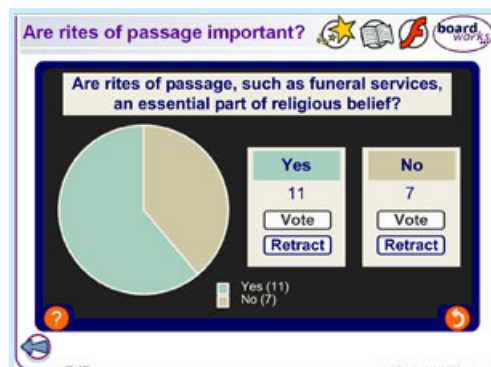 Are rites of passage important?
board
works
Are rites of passage, such as funeral services,
an essential part of religious belief?
Yes
11
Vote
Retract
No
7
Vote
Retract
Yes (11)
No (7)
?